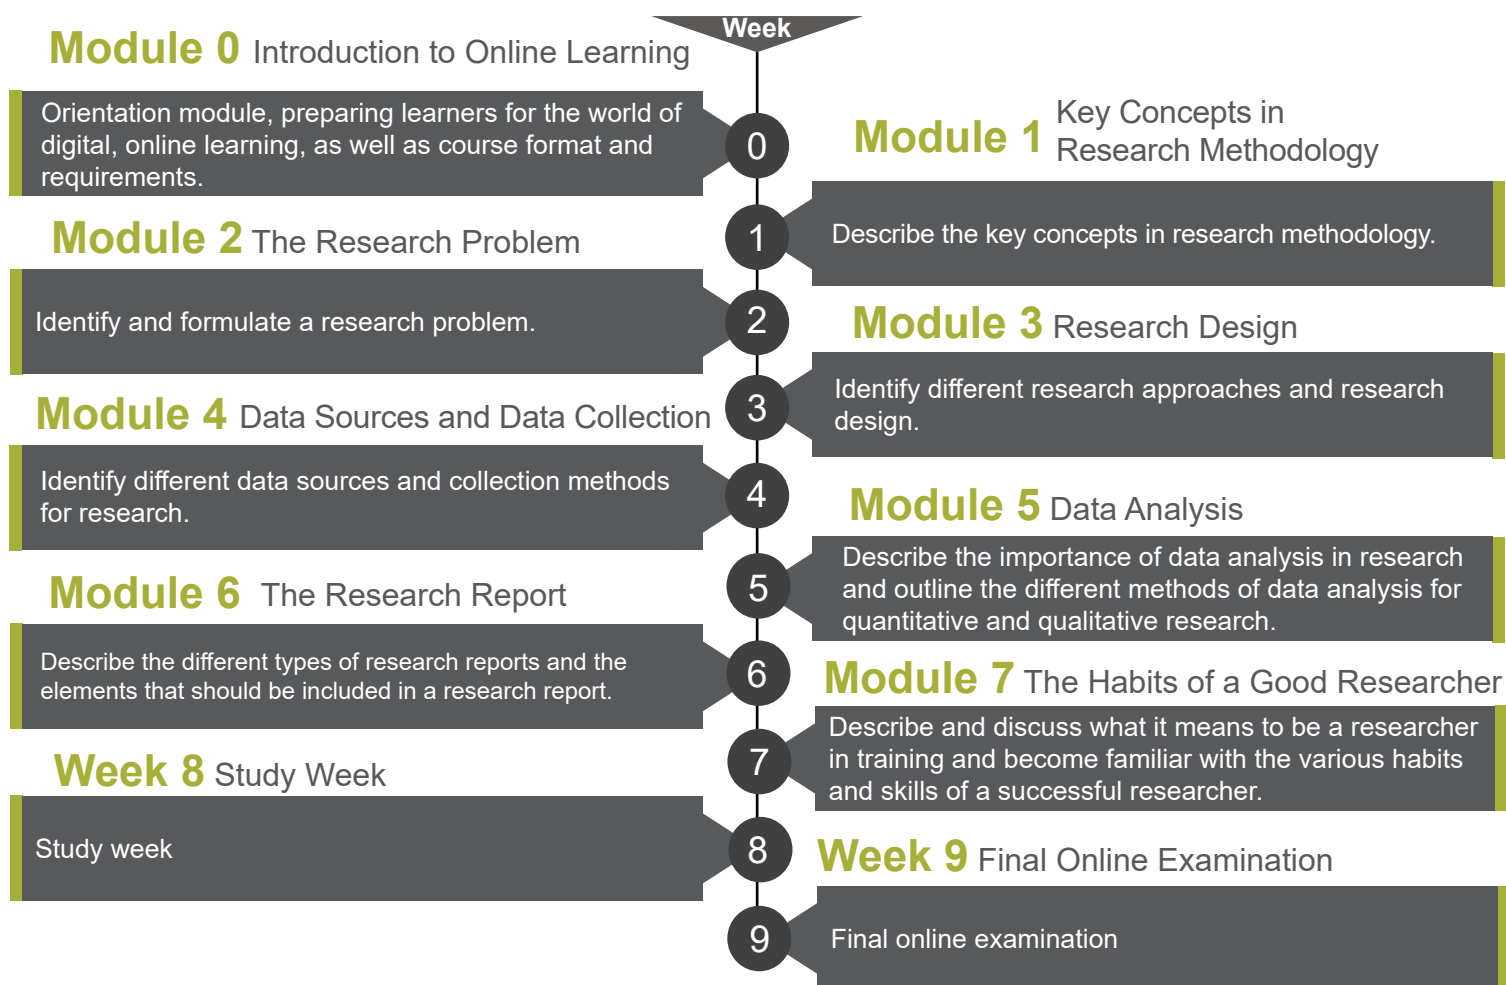 Week
Module 0 Introduction to Online Learning
Orientation module, preparing learners for the world of
digital, online learning, as well as course format and
requirements.
0
Module 1 Key Concepts in
Research Methodology
1
Describe the key concepts in research methodology.
Module 2 The Research Problem
Identify and formulate a research problem.
2
Module 3 Research Design
3
Identify different research approaches and research
design.
Module 4 Data Sources and Data Collection
Identify different data sources and collection methods
for research.
4
Module 5 Data Analysis
5
Describe the importance of data analysis in research
and outline the different methods of data analysis for
quantitative and qualitative research.
Module 6 The Research Report
Describe the different types of research reports and the
elements that should be included in a research report.
6
Module 7 The Habits of a Good Researcher
7
Describe and discuss what it means to be a researcher
in training and become familiar with the various habits
and skills of a successful researcher.
Week 8 Study Week
Study week
8
Week 9 Final Online Examination
9
Final online examination